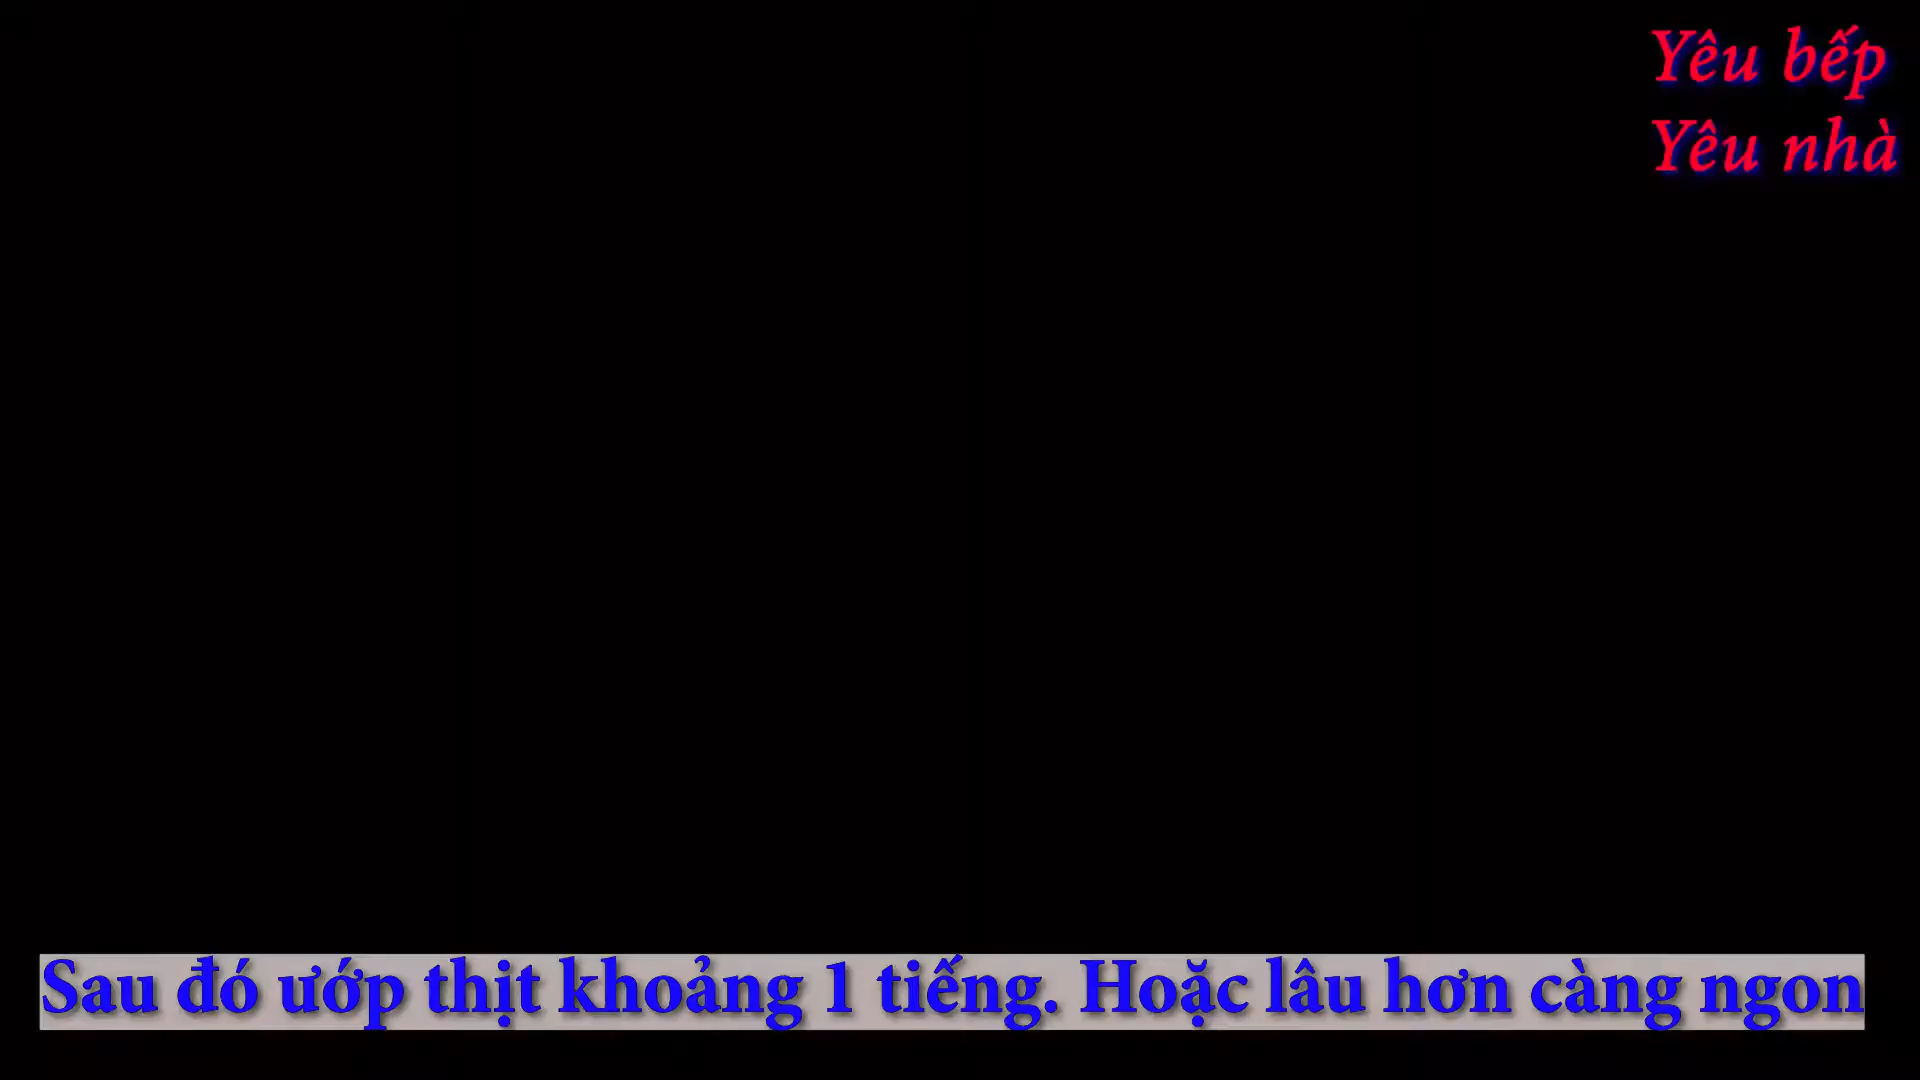 Yêu bếp
Yêu nhà
Sau đó ướp thịt khoảng 1 tiếng. Hoặc lâu hơn càng ngon